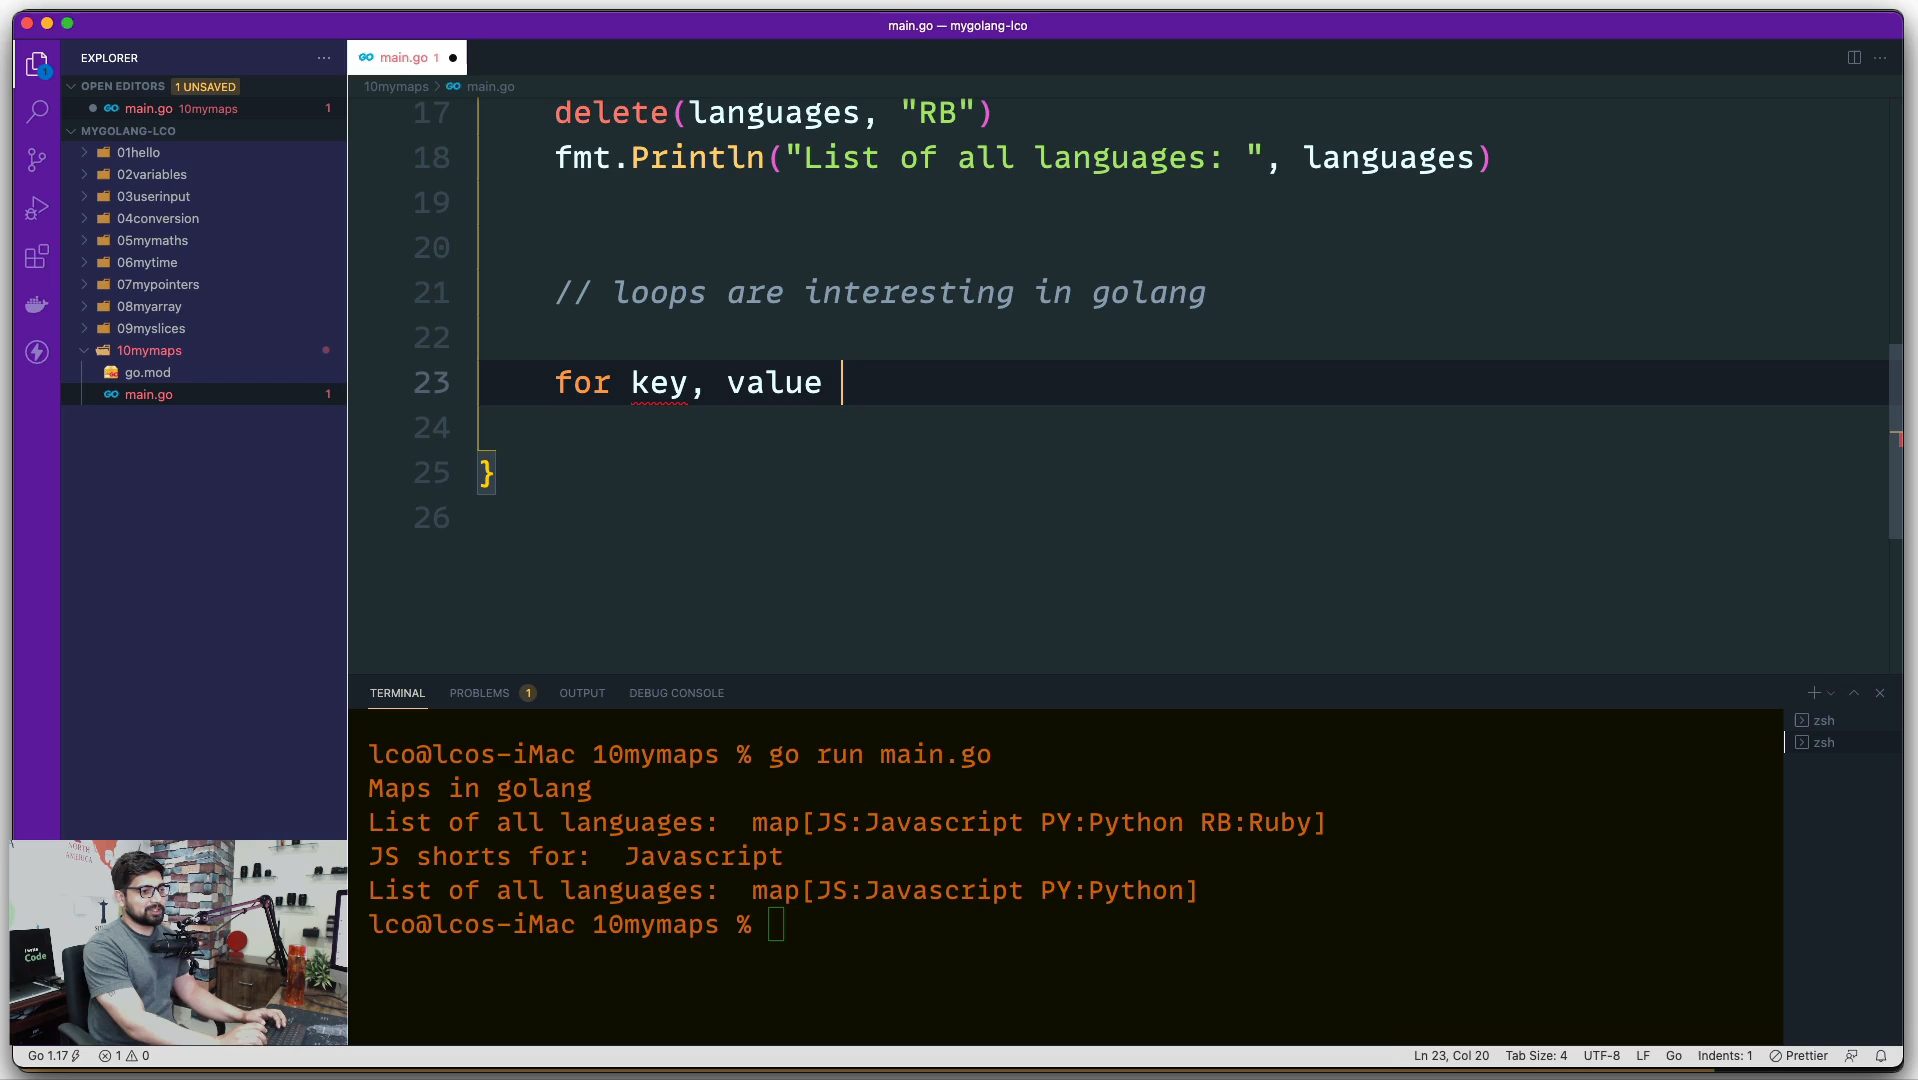 main.go — mygolang-lco
EXPLORER
main.go 1
OPEN EDITORS 1 UNSAVED
10mymaps > main.go
main.go 10mymaps 1
MYGOLANG-LCO
01hello
02variables
03userinput
04conversion
05mymaths
06mytime
07mypointers
08myarray
09myslices
10mymaps
go.mod
main.go 1
1
17 delete(languages, "RB")
18 fmt.Println("List of all languages: ", languages)
19
20
21 // loops are interesting in golang
22
23 for key, value
24
25 }
26
TERMINAL PROBLEMS 1 OUTPUT DEBUG CONSOLE
zsh
zsh
lco@lcos-iMac 10mymaps % go run main.go
Maps in golang
List of all languages:  map[JS:Javascript PY:Python RB:Ruby]
JS shorts for:  Javascript
List of all languages:  map[JS:Javascript PY:Python]
lco@lcos-iMac 10mymaps %
NORTH
AMERICA
I write
Code
Go 1.17 1 0 Ln 23, Col 20 Tab Size: 4 UTF-8 LF Go Indents: 1 Prettier